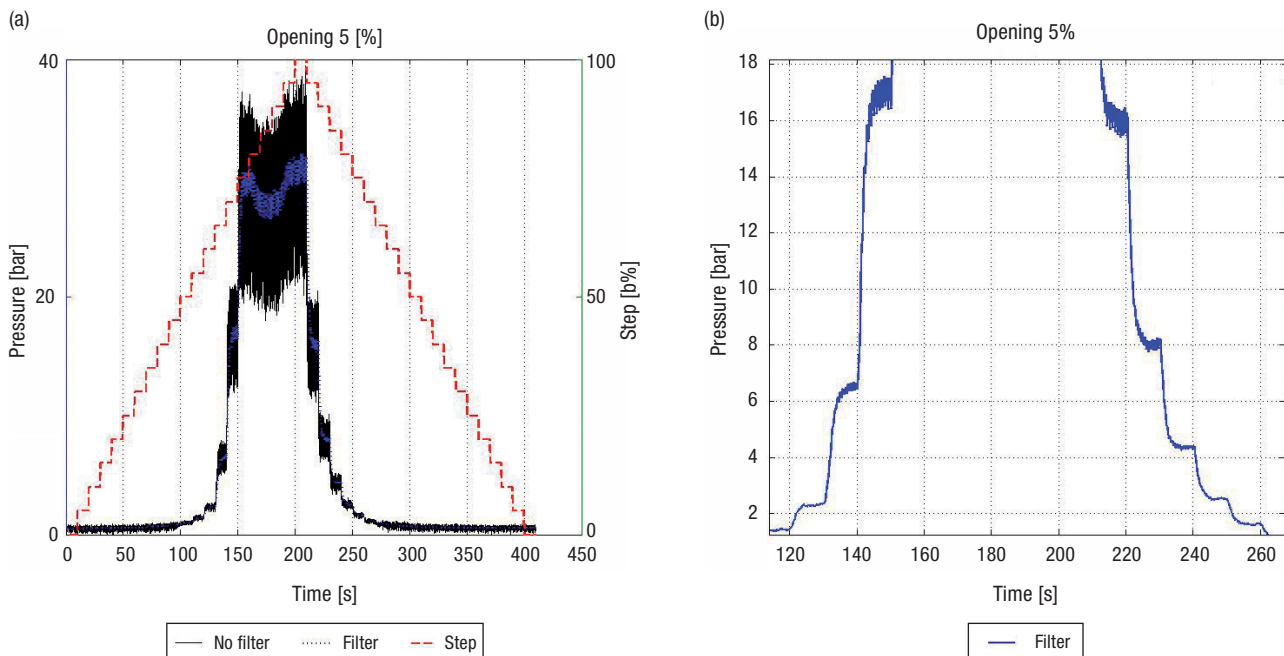 (a)
Opening 5 [%]
40
20
0
Pressure [bar]
100
50
0
Step [b%]
0 50 100 150 200 250 300 350 400 450
Time [s]
No filter Filter Step
(b)
Opening 5%
18
16
14
12
10
8
6
4
2
Pressure [bar]
120 140 160 180 200 220 240 260
Time [s]
Filter